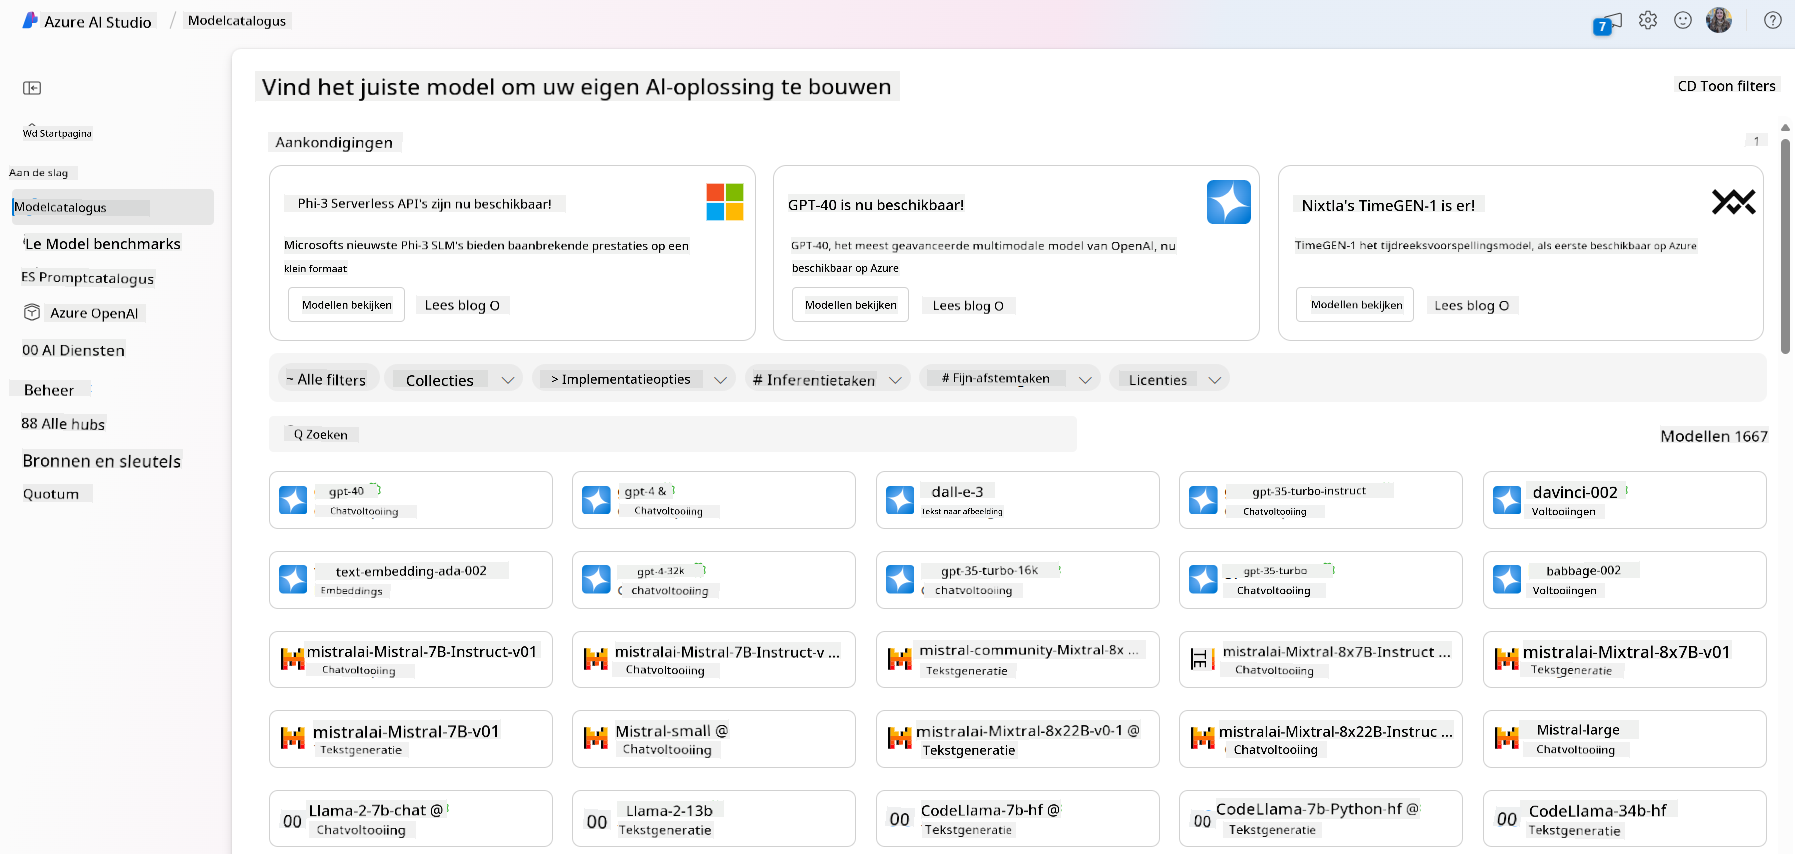 Azure AI Studio / Modelcatalogus
7
Wd Startpagina
Aan de slag
Modelcatalogus
'Le Model benchmarks
ES Promptcatalogus
Azure OpenAI
00 AI Diensten
Beheer
88 Alle hubs
Bronnen en sleutels
Quotum
Vind het juiste model om uw eigen AI-oplossing te bouwen
CD Toon filters
Aankondigingen
1
Phi-3 Serverless API's zijn nu beschikbaar!
Microsofts nieuwste Phi-3 SLM's bieden baanbrekende prestaties op een
klein formaat
Modellen bekijken
Lees blog O
GPT-40 is nu beschikbaar!
GPT-40, het meest geavanceerde multimodale model van OpenAI, nu
beschikbaar op Azure
Modellen bekijken
Lees blog O
Nixtla's TimeGEN-1 is er!
TimeGEN-1 het tijdreeksvoorspellingsmodel, als eerste beschikbaar op Azure
Modellen bekijken
Lees blog O
~ Alle filters
Collecties
> Implementatieopties
# Inferentietaken
# Fijn-afstemtaken
Licenties
Q Zoeken
Modellen 1667
gpt-40
Chatvoltooiing
gpt-4 &
Chatvoltooiing
dall-e-3
Tekst naar afbeelding
gpt-35-turbo-instruct
Chatvoltooiing
davinci-002
Voltooiingen
text-embedding-ada-002
Embeddings
gpt-4-32k
chatvoltooiing
gpt-35-turbo-16k
chatvoltooiing
gpt-35-turbo
Chatvoltooiing
babbage-002
Voltooiingen
mistralai-Mistral-7B-Instruct-v01
Chatvoltooiing
mistralai-Mistral-7B-Instruct-v ...
Chatvoltooiing
mistral-community-Mixtral-8x ...
Tekstgeneratie
mistralai-Mixtral-8x7B-Instruct ...
Chatvoltooiing
mistralai-Mixtral-8x7B-v01
Tekstgeneratie
mistralai-Mistral-7B-v01
Tekstgeneratie
Mistral-small @
Chatvoltooiing
mistralai-Mixtral-8x22B-v0-1 @
Tekstgeneratie
mistralai-Mixtral-8x22B-Instruc ...
Chatvoltooiing
Mistral-large
Chatvoltooiing
00 Llama-2-7b-chat @
Chatvoltooiing
00 Llama-2-13b
Tekstgeneratie
00 CodeLlama-7b-hf @
Tekstgeneratie
00 CodeLlama-7b-Python-hf @
Tekstgeneratie
00 CodeLlama-34b-hf
Tekstgeneratie